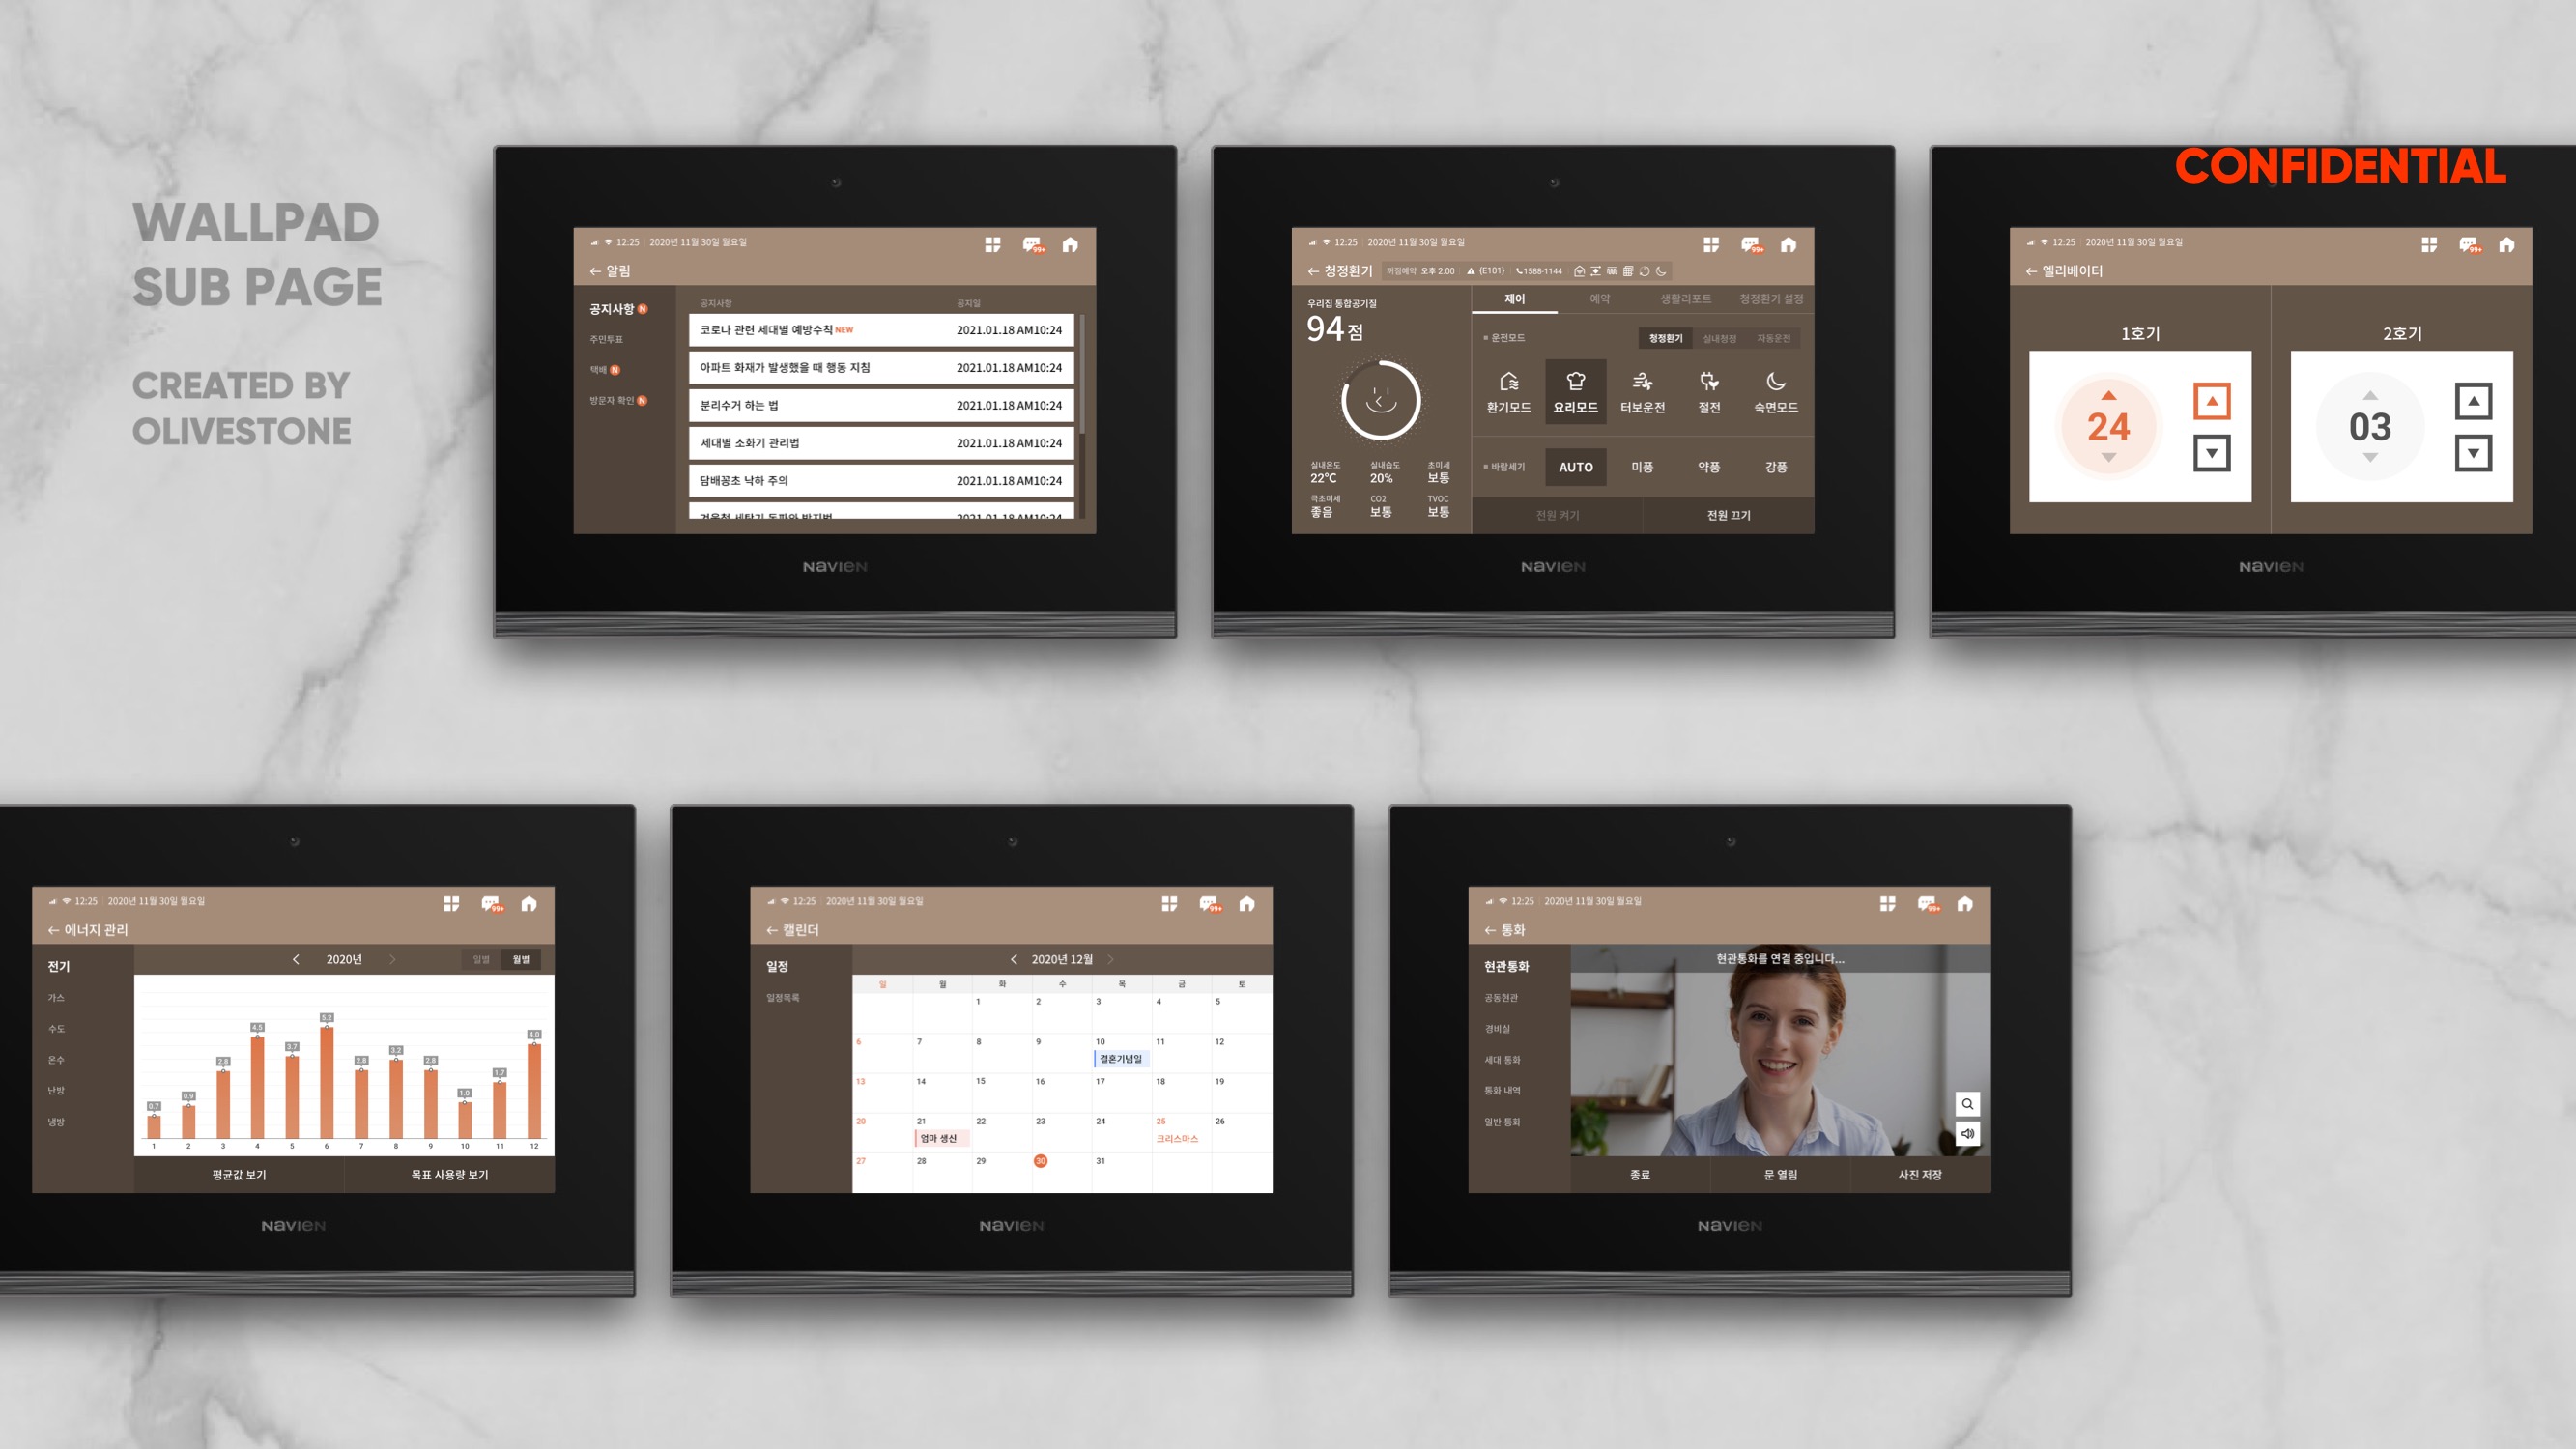 CONFIDENTIAL
WALLPAD
SUB PAGE
CREATED BY
OLIVESTONE
12:25 2020년 11월 30일 월요일
99+
← 알림
공지사항 N
주민투표
택배 N
방문자 확인 N
공지사항 공지일
코로나 관련 세대별 예방수칙 NEW 2021.01.18 AM10:24
아파트 화재가 발생했을 때 행동 지침 2021.01.18 AM10:24
분리수거 하는 법 2021.01.18 AM10:24
세대별 소화기 관리법 2021.01.18 AM10:24
담배꽁초 낙하 주의 2021.01.18 AM10:24
2021.01.18 AM10:24
NAVIEN
12:25 2020년 11월 30일 월요일
99+
← 청정환기 꺼짐예약 오후 2:00 (E101) 1588-1144
우리집 통합공기질
94점
실내온도 실내습도 초미세
22℃ 20% 보통
극초미세 CO2 TVOC
좋음 보통 보통
제어 예약 생활리포트 청정환기 설정
운전모드 청정환기 실내청정 자동운전
환기모드 요리모드 터보운전 절전 숙면모드
바람세기 AUTO 미풍 약풍 강풍
전원 켜기 전원 끄기
NAVIEN
12:25 2020년 11월 30일 월요일
99+
← 엘리베이터
1호기 2호기
24 03
NAVIEN
12:25 2020년 11월 30일 월요일
99+
← 에너지 관리
전기
가스
수도
온수
난방
냉방
2020년 일별 월별
0.7 0.9 2.8 4.5 3.7 5.2 2.8 3.2 2.8 1.0 1.7 4.0
1 2 3 4 5 6 7 8 9 10 11 12
평균값 보기 목표 사용량 보기
NAVIEN
12:25 2020년 11월 30일 월요일
99+
← 캘린더
일정
일정목록
2020년 12월
일 월 화 수 목 금 토
1 2 3 4 5
6 7 8 9 10 11 12
결혼기념일
13 14 15 16 17 18 19
20 21 22 23 24 25 26
엄마 생신 크리스마스
27 28 29 30 31
NAVIEN
12:25 2020년 11월 30일 월요일
99+
← 통화
현관통화
공동현관
경비실
세대 통화
통화 내역
일반 통화
현관통화를 연결 중입니다...
종료 문 열림 사진 저장
NAVIEN